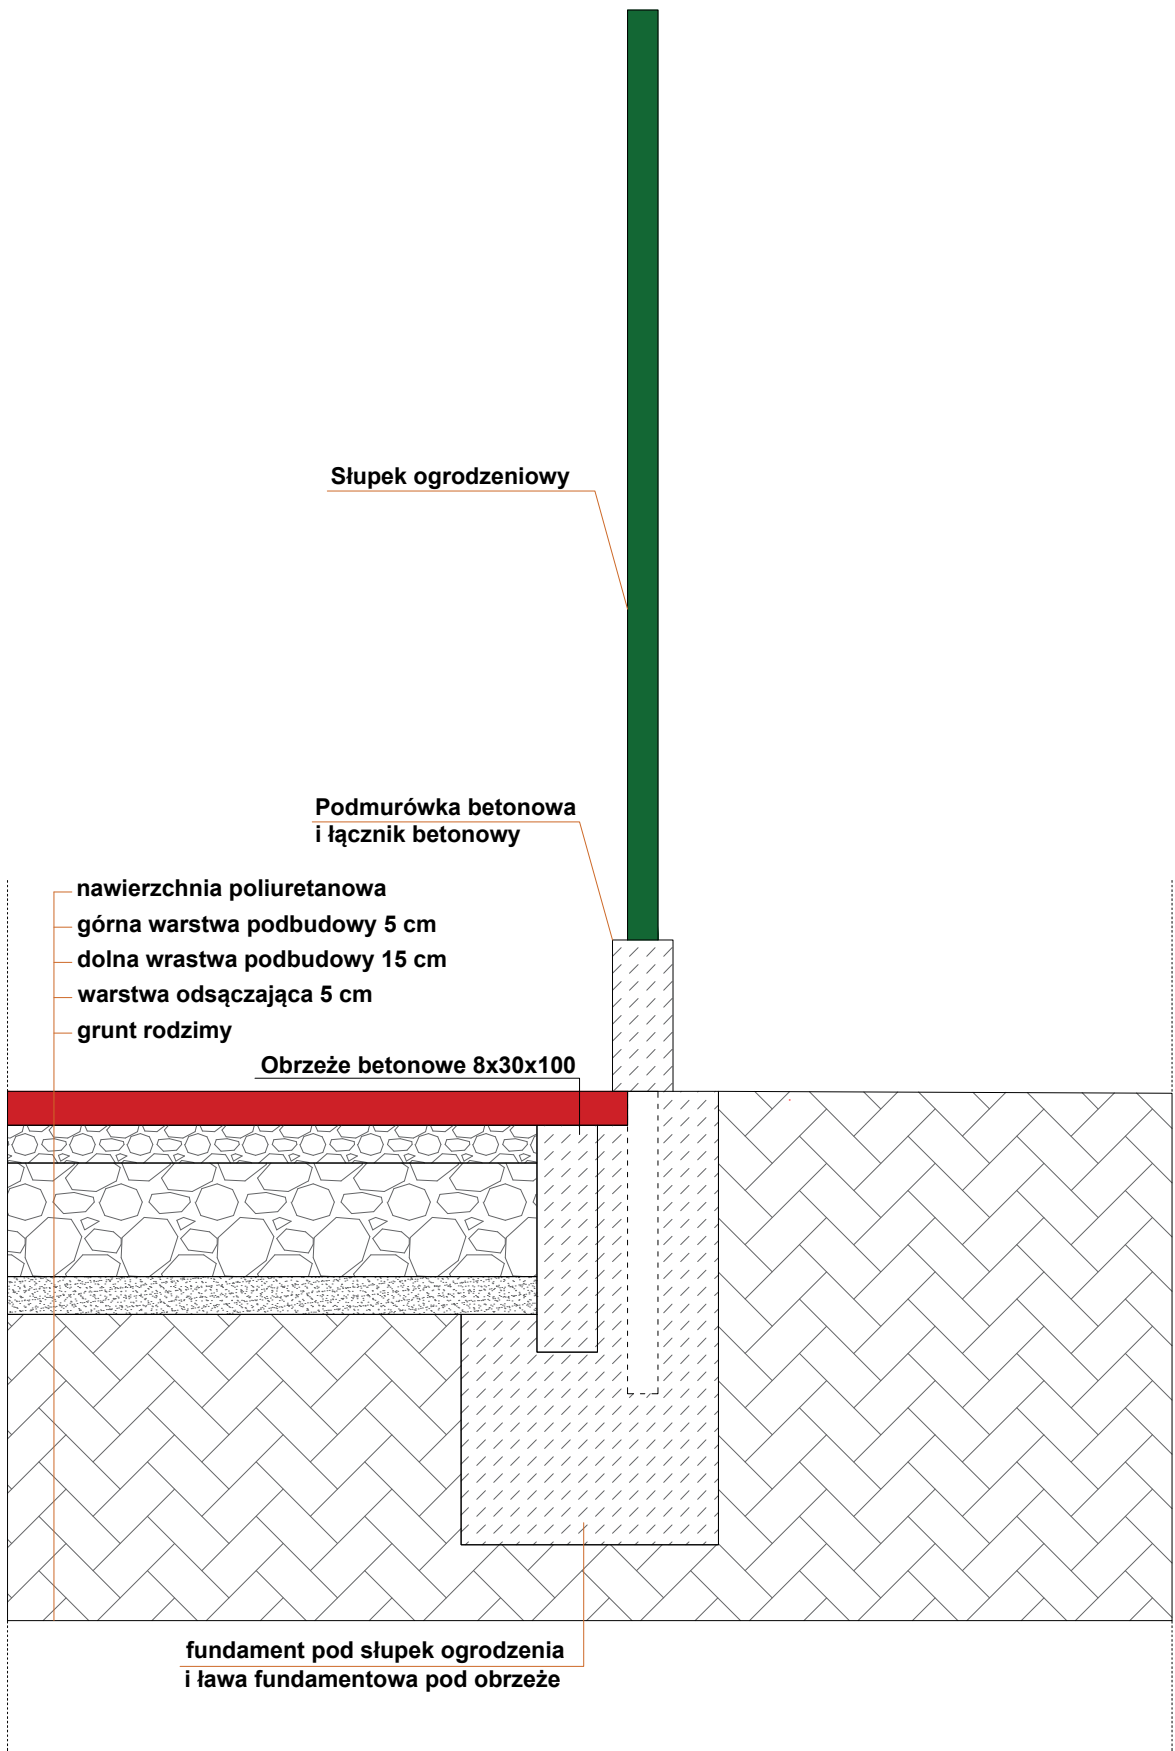 Słupek ogrodzeniowy
Podmurówka betonowa
i łącznik betonowy
nawierzchnia poliuretanowa
górna warstwa podbudowy 5 cm
dolna wrastwa podbudowy 15 cm
warstwa odsączająca 5 cm
grunt rodzimy
Obrzeże betonowe 8x30x100
fundament pod słupek ogrodzenia
i ława fundamentowa pod obrzeże